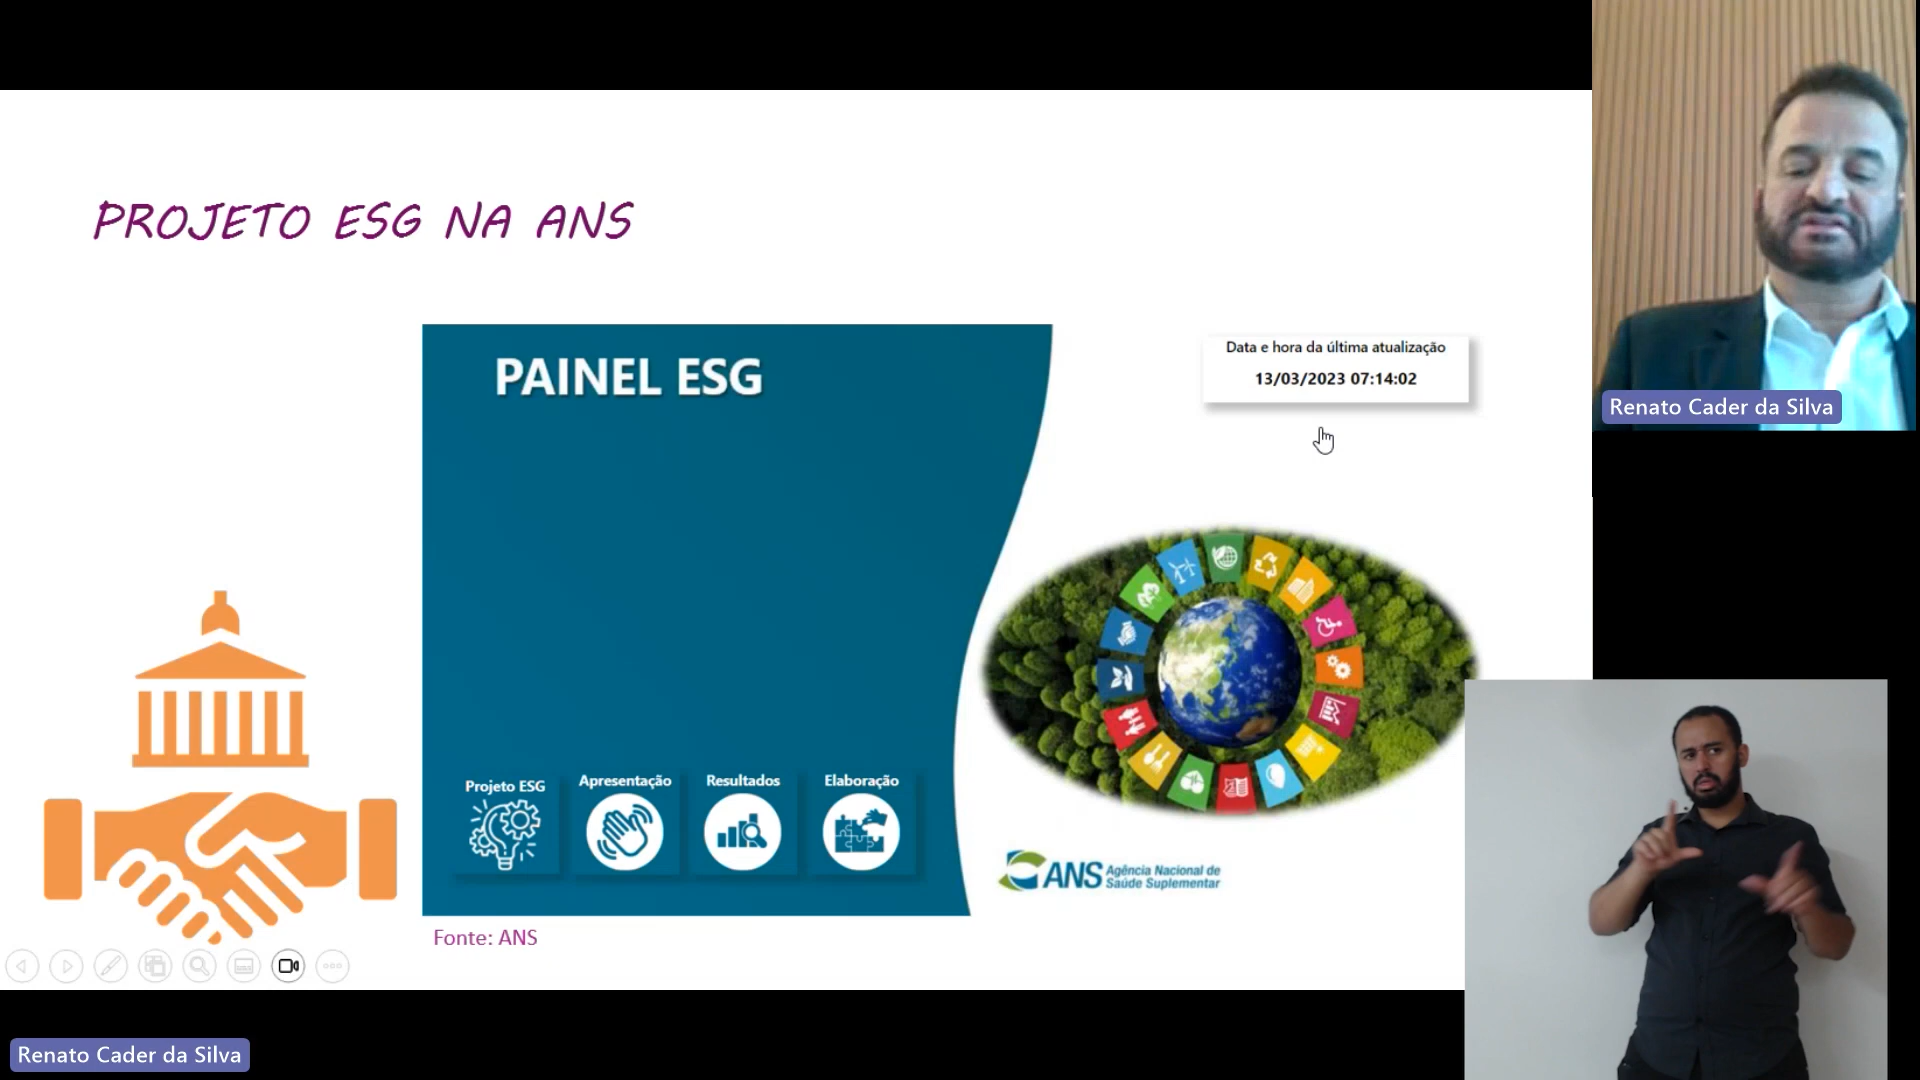 PROJETO ESG NA ANS
PAINEL ESG
Data e hora da última atualização
13/03/2023 07:14:02
Renato Cader da Silva
Projeto ESG
Apresentação
Resultados
Elaboração
ANS Agência Nacional de
Saúde Suplementar
Fonte: ANS
Renato Cader da Silva